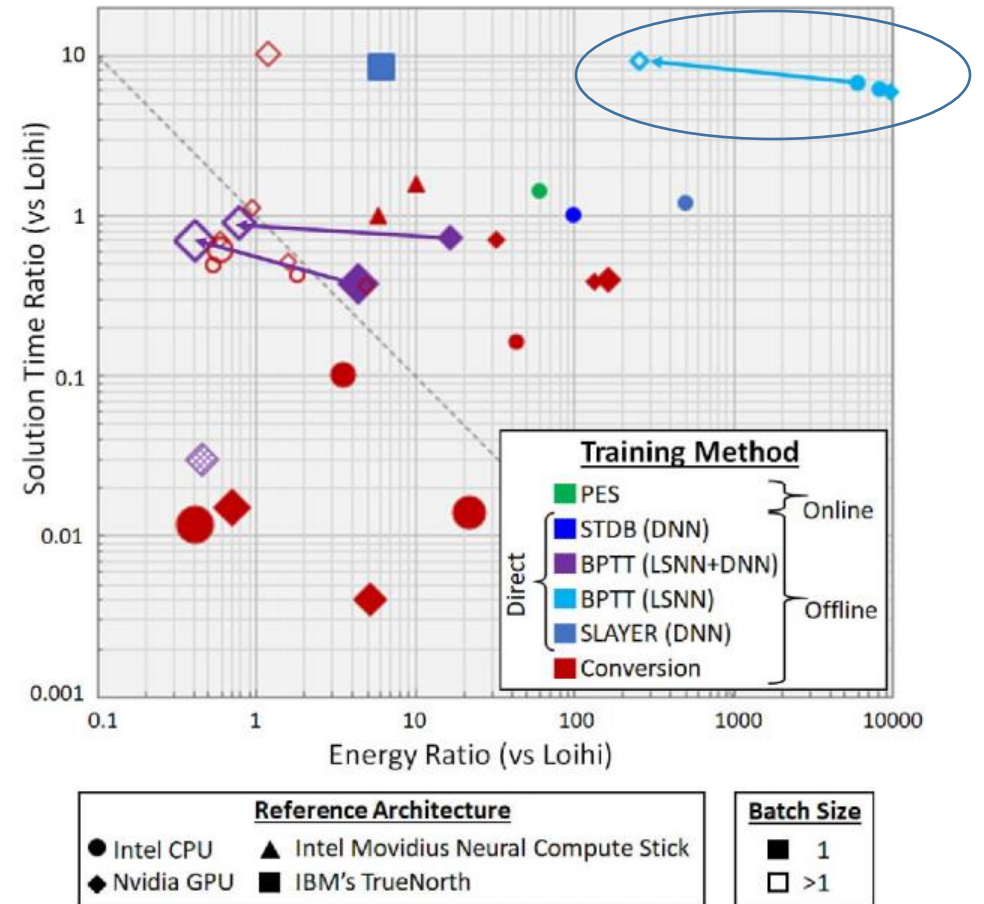 10
1
0.1
0.01
0.001
Solution Time Ratio (vs Loihi)
0.1
1
10
100
1000
10000
Energy Ratio (vs Loihi)
Training Method
PES
STDB (DNN)
BPTT (LSNN+DNN)
BPTT (LSNN)
SLAYER (DNN)
Conversion
Direct
Online
Offline
Reference Architecture
Intel CPU
Intel Movidius Neural Compute Stick
Nvidia GPU
IBM's TrueNorth
Batch Size
1
>1